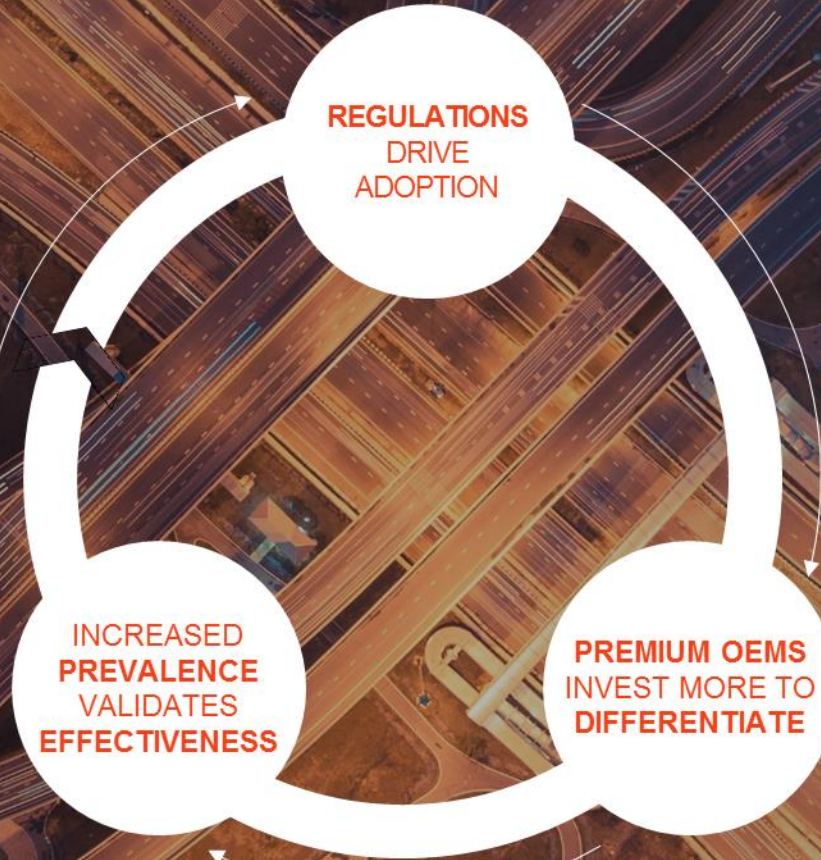 REGULATIONS
DRIVE
ADOPTION
INCREASED
PREVALENCE
VALIDATES
EFFECTIVENESS
PREMIUM OEMS
INVEST MORE TO
DIFFERENTIATE